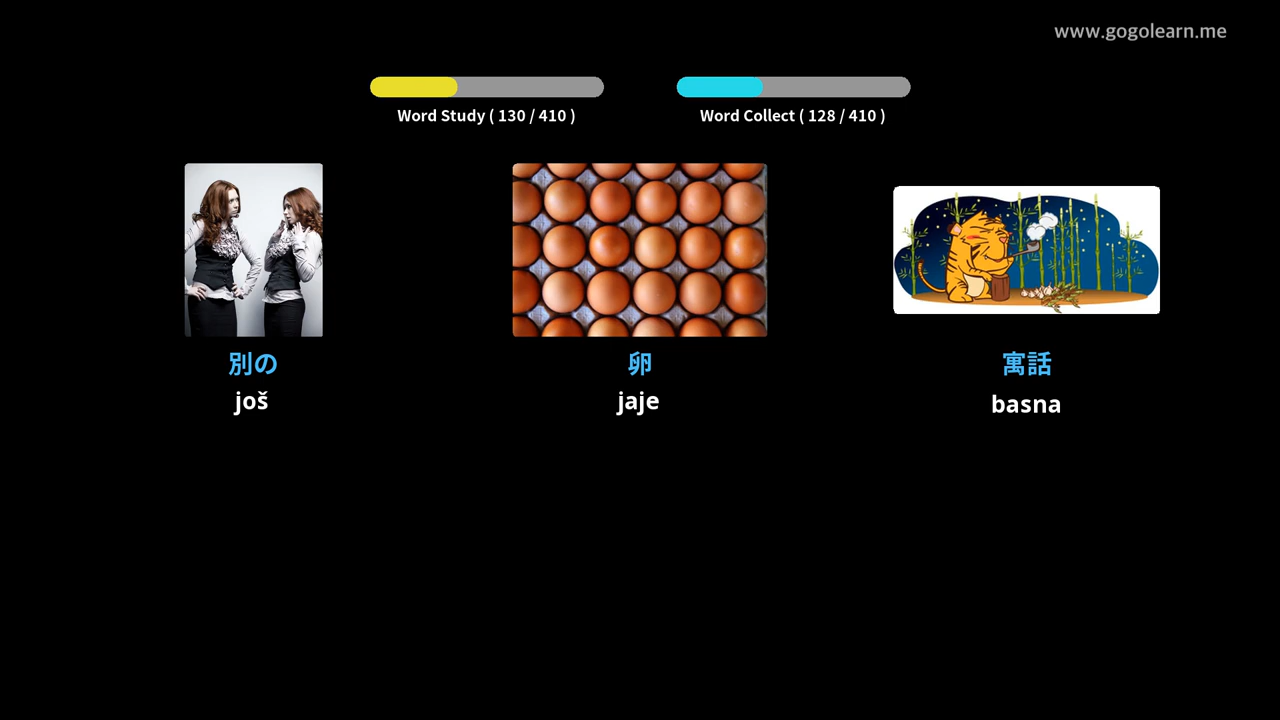 www.gogolearn.me
Word Study ( 130 / 410 )
Word Collect ( 128 / 410 )
別の
卵
寓話
još
jaje
basna